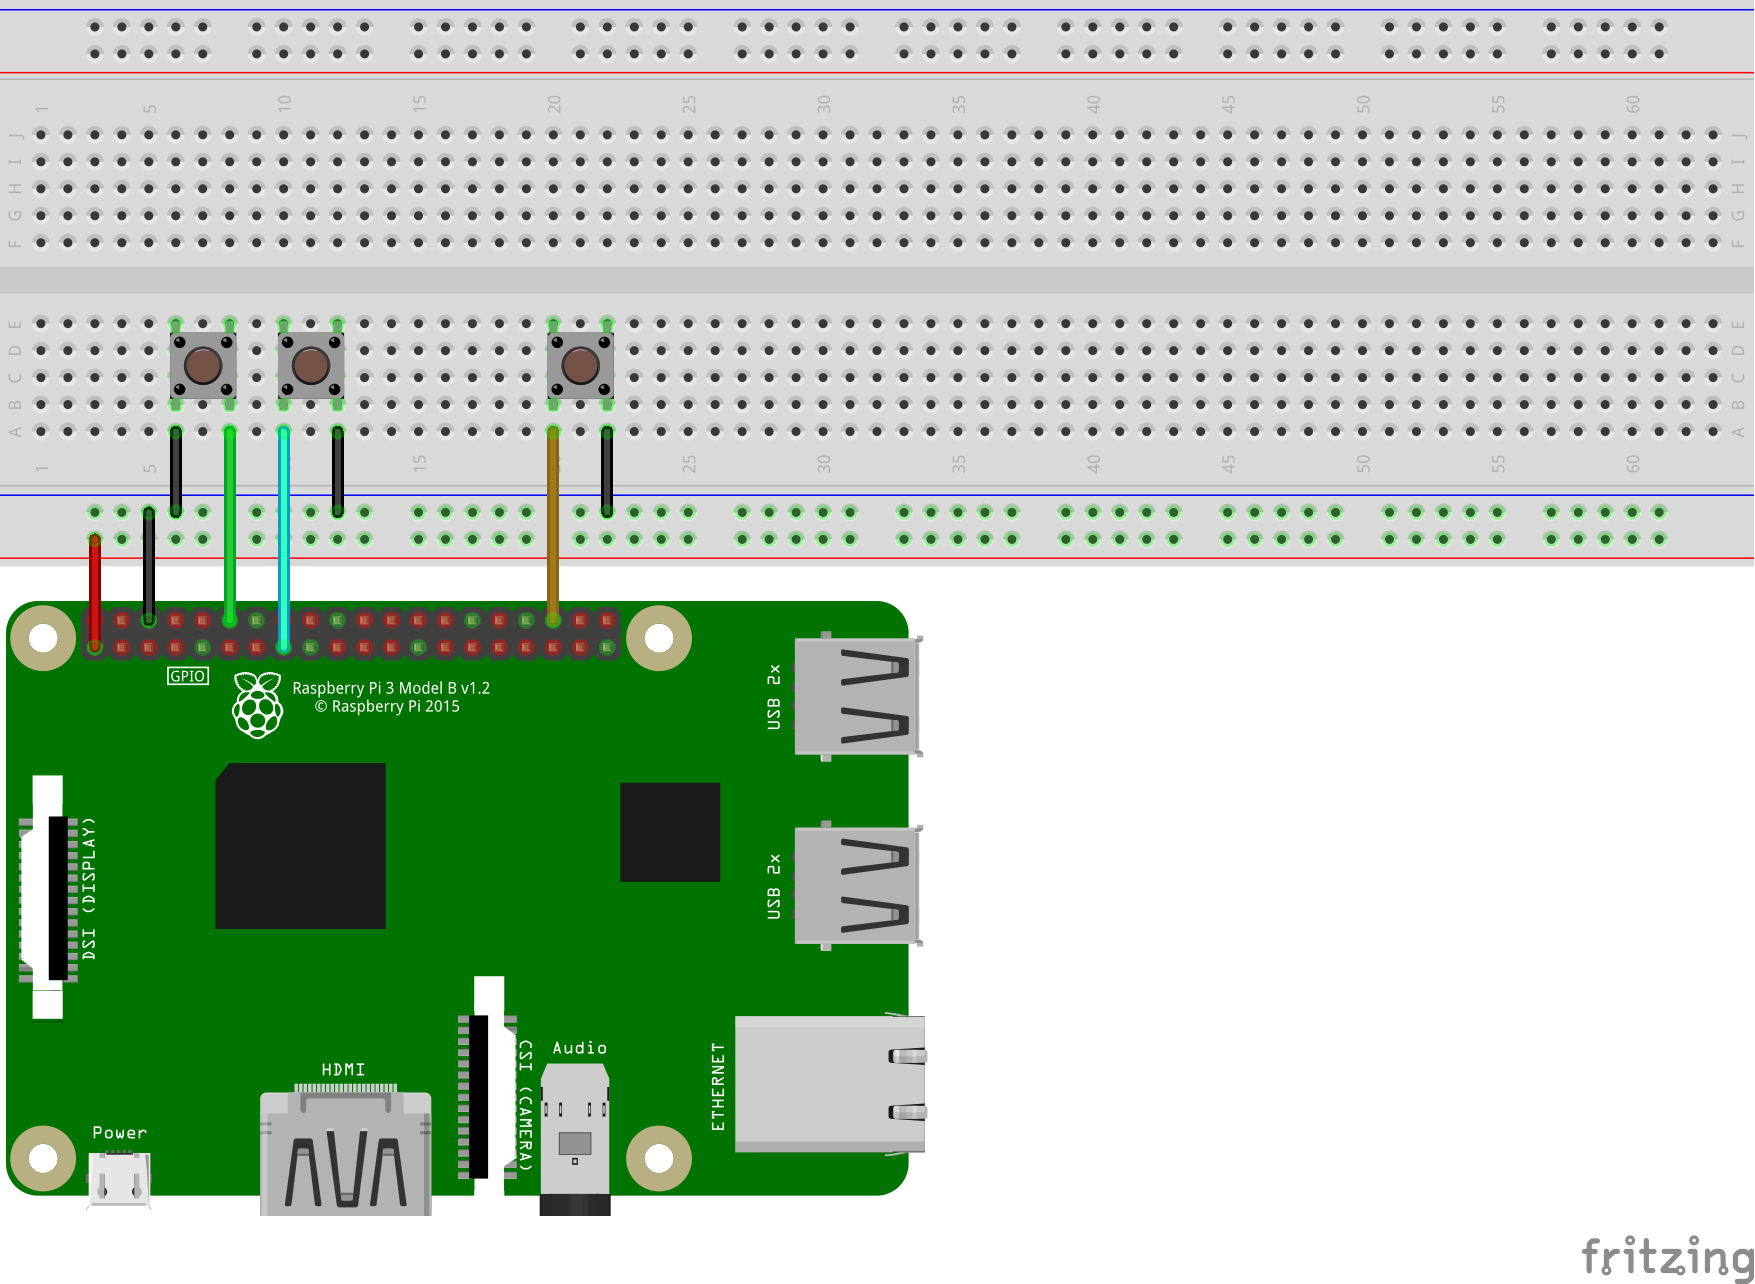 1 5 10 15 20 25 30 35 40 45 50 55 60
J J
I I
H H
G G
F F
E E
D D
C C
B B
A A
1 5 15 25 30 35 40 45 50 55 60
GPIO
Raspberry Pi 3 Model B v1.2
© Raspberry Pi 2015
USB 2x
DSI (DISPLAY)
USB 2x
HDMI
CSI (CAMERA)
Audio
ETHERNET
Power
fritzing